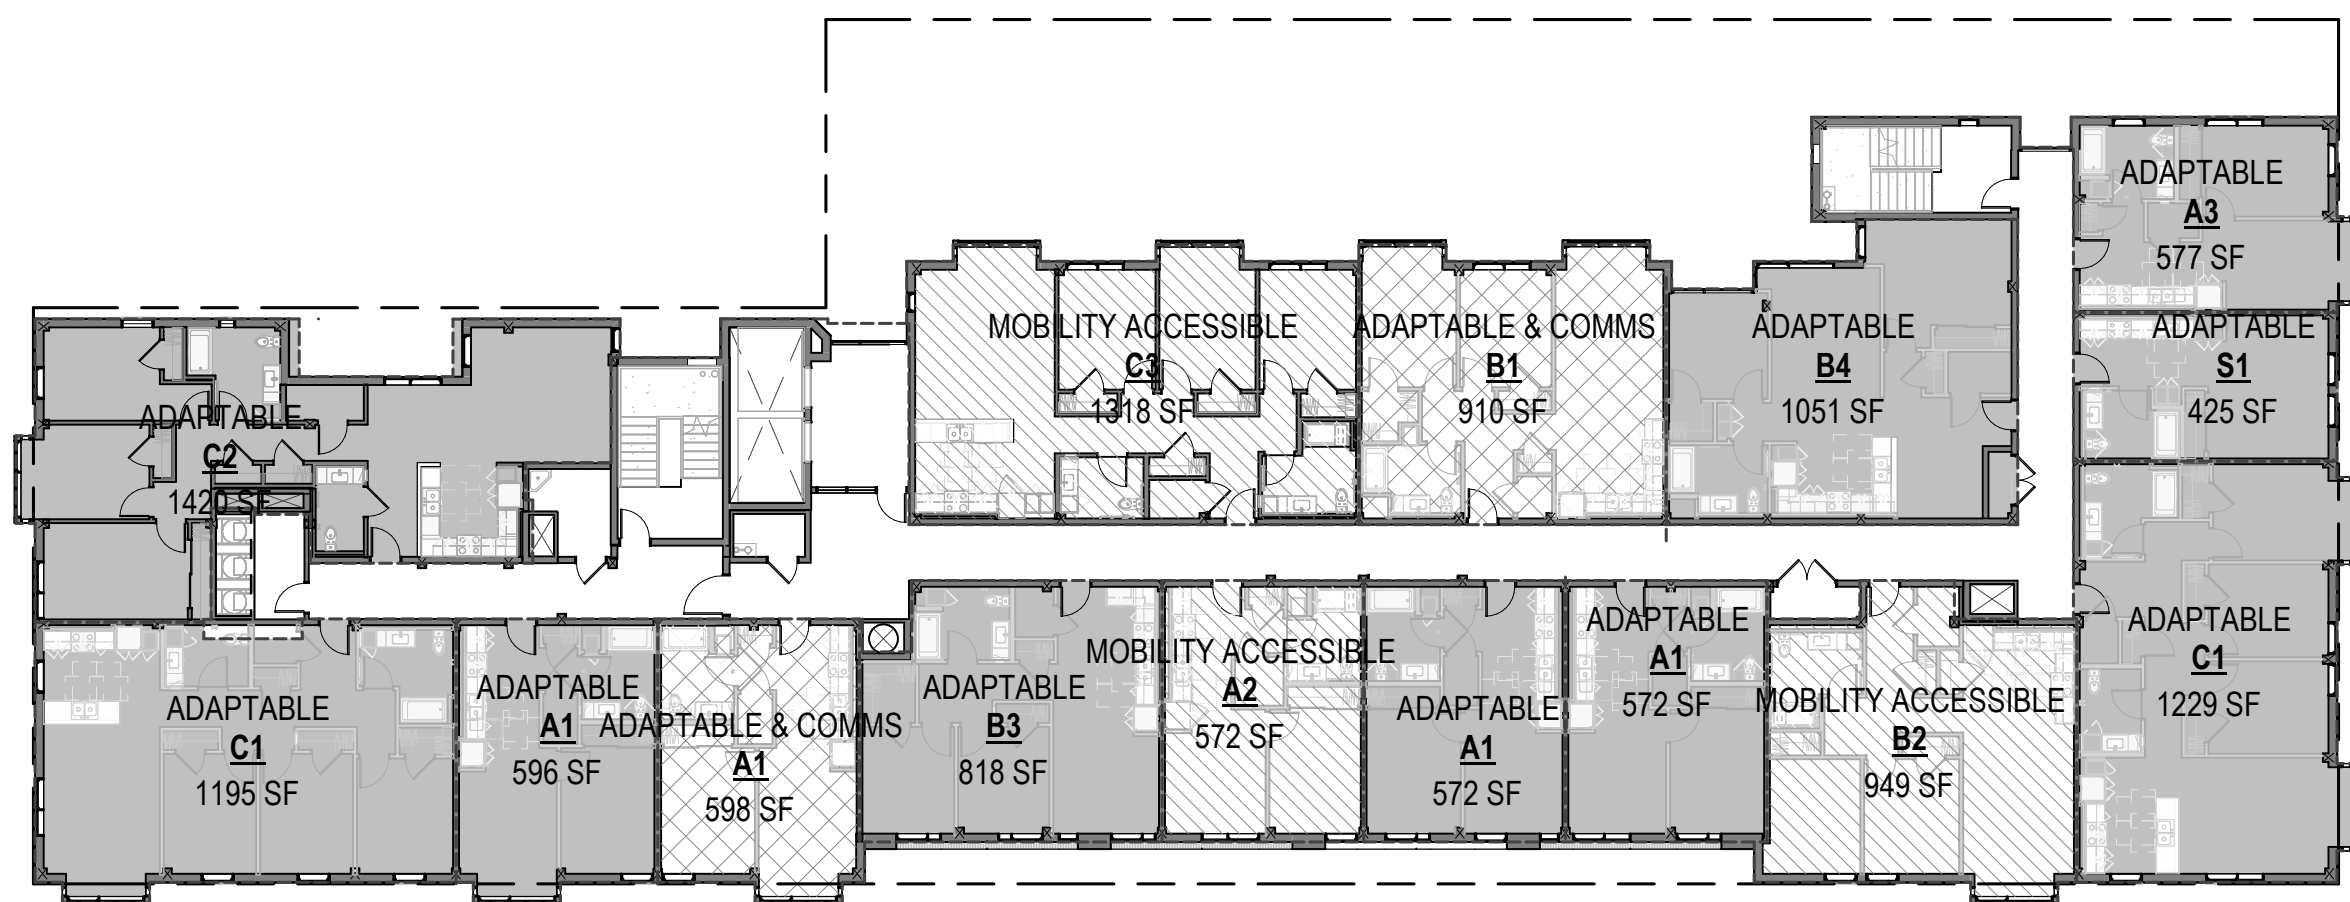 ADAPTABLE
A3
577 SF
MOBILITY ACCESSIBLE
C3
1318 SF
ADAPTABLE & COMMS
B1
910 SF
ADAPTABLE
B4
1051 SF
ADAPTABLE
S1
425 SF
ADAPTABLE
C2
1420 SF
ADAPTABLE
C1
1195 SF
ADAPTABLE
A1
596 SF
ADAPTABLE & COMMS
A1
598 SF
ADAPTABLE
B3
818 SF
MOBILITY ACCESSIBLE
A2
572 SF
ADAPTABLE
A1
572 SF
ADAPTABLE
A1
572 SF
MOBILITY ACCESSIBLE
B2
949 SF
ADAPTABLE
C1
1229 SF